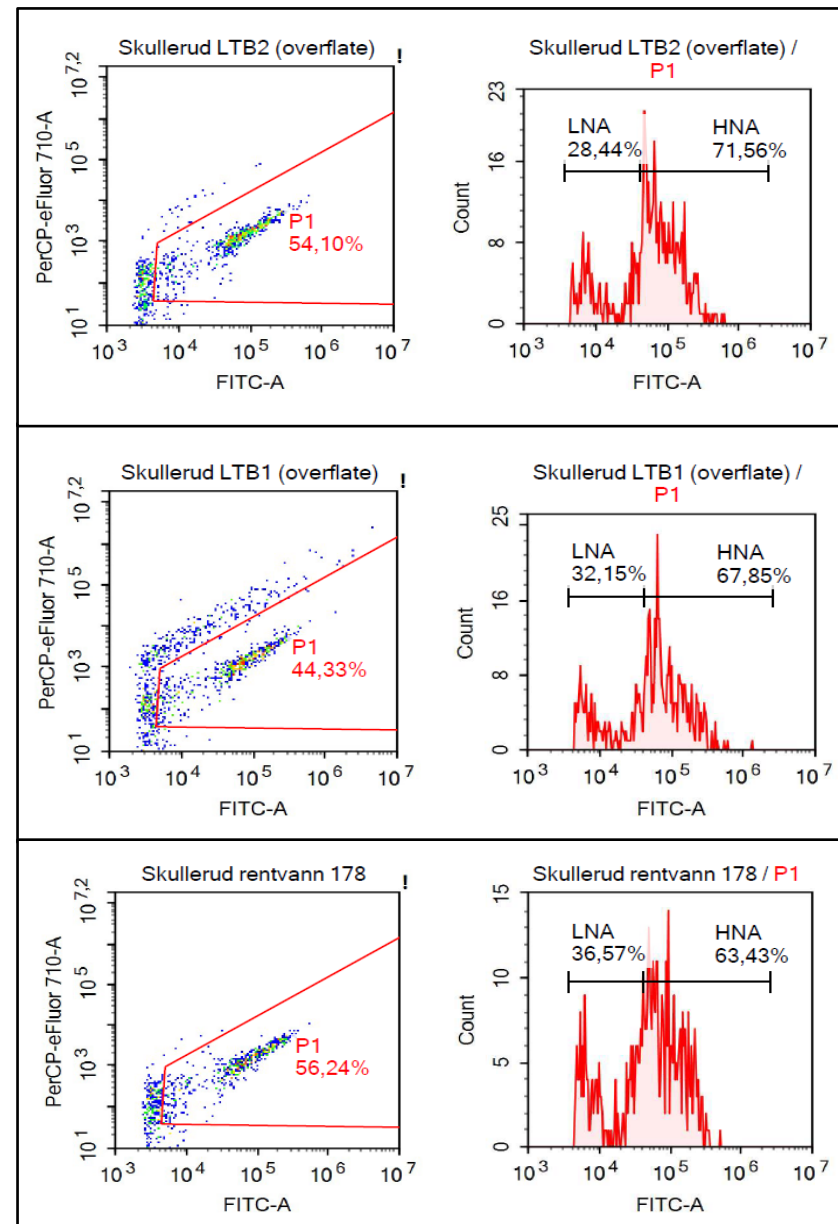 Skullerud LTB2 (overflate) !
PerCP-eFluor 710-A
10 7,2
10 5
10 3
10 1
P1
54,10%
10 3 10 4 10 5 10 6 10 7
FITC-A
Skullerud LTB2 (overflate) /
P1
Count
23
16
8
0
LNA
28,44%
HNA
71,56%
10 3 10 4 10 5 10 6 10 7
FITC-A
Skullerud LTB1 (overflate) !
PerCP-eFluor 710-A
10 7,2
10 5
10 3
10 1
P1
44,33%
10 3 10 4 10 5 10 6 10 7
FITC-A
Skullerud LTB1 (overflate) /
P1
Count
25
16
8
0
LNA
32,15%
HNA
67,85%
10 3 10 4 10 5 10 6 10 7
FITC-A
Skullerud rentvann 178 !
PerCP-eFluor 710-A
10 7,2
10 5
10 3
10 1
P1
56,24%
10 3 10 4 10 5 10 6 10 7
FITC-A
Skullerud rentvann 178 / P1
Count
15
10
5
0
LNA
36,57%
HNA
63,43%
10 3 10 4 10 5 10 6 10 7
FITC-A